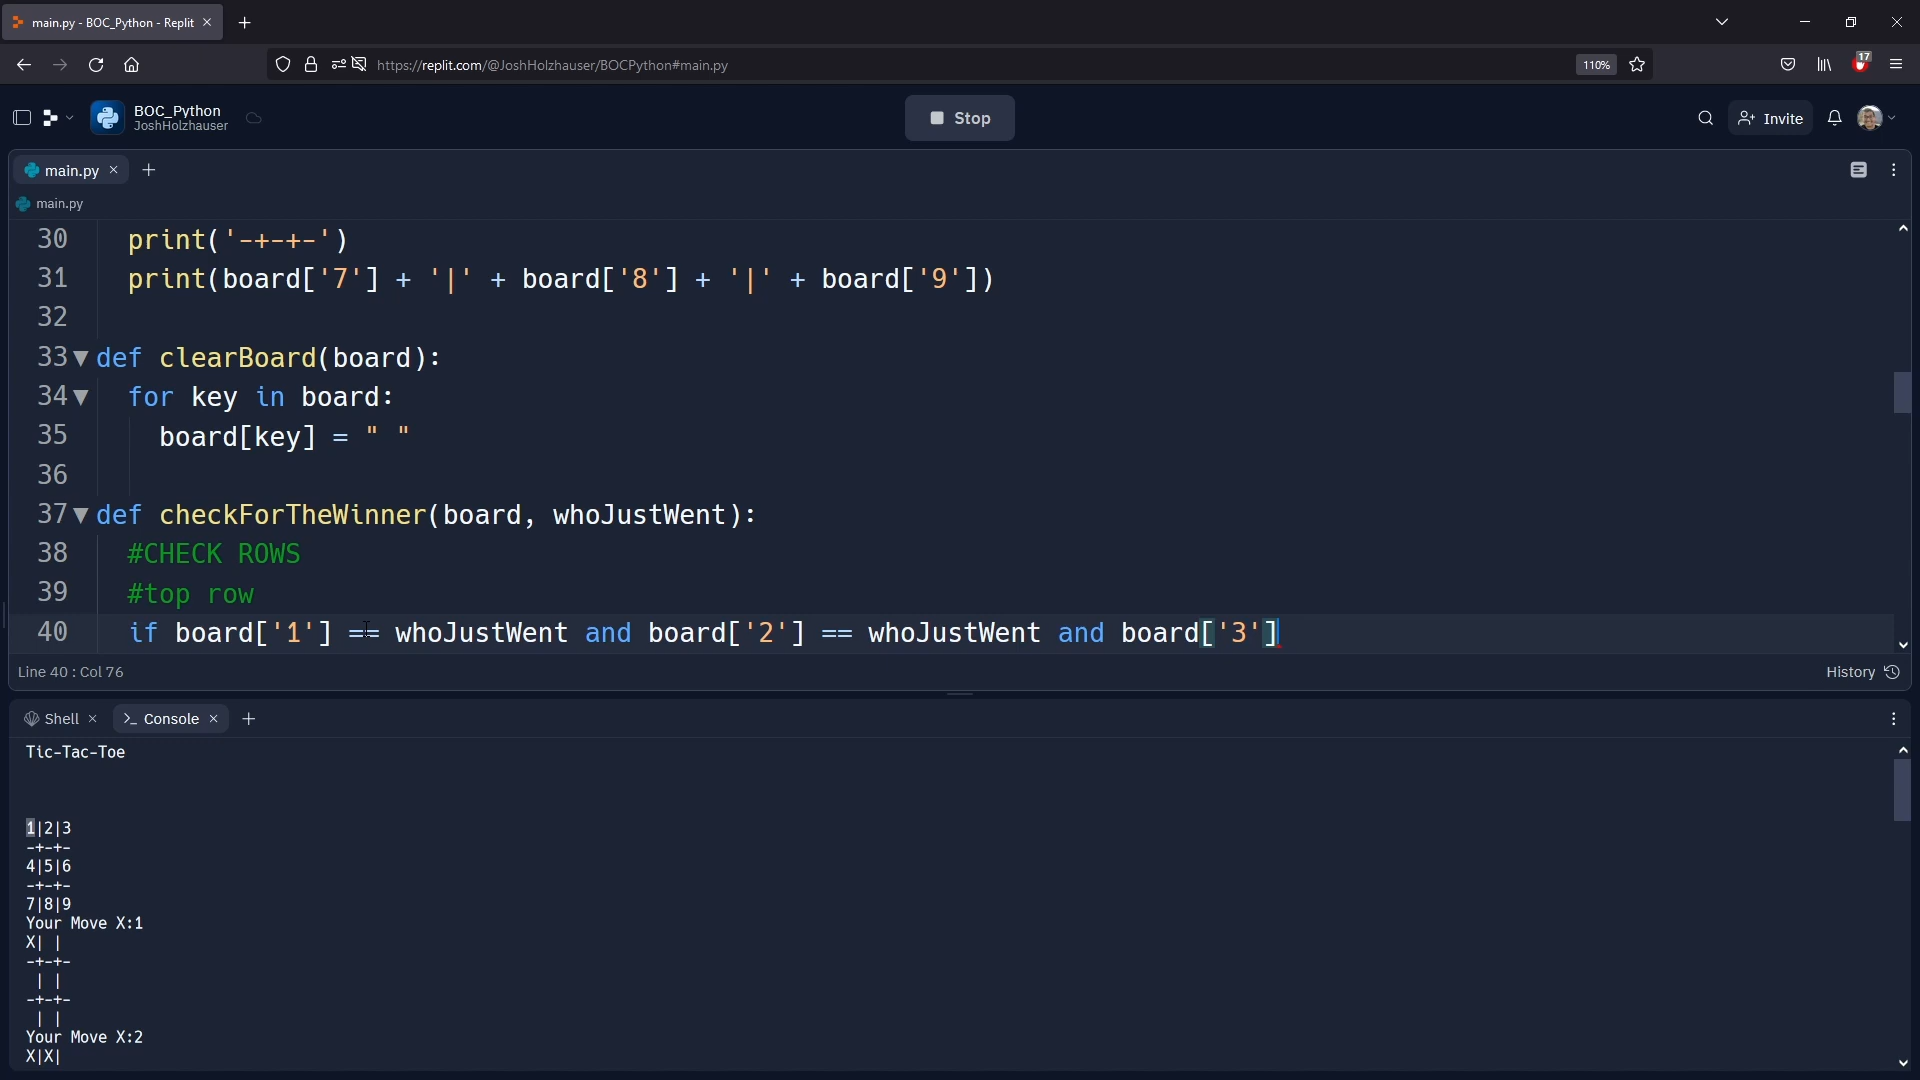 main.py - BOC_Python - Replit
https://replit.com/@JoshHolzhauser/BOCPython#main.py
110%
17
BOC_Python
JoshHolzhauser
Stop
Invite
main.py
main.py
30 print('-+-+-')
31 print(board['7'] + '|' + board['8'] + '|' + board['9'])
32
33 def clearBoard(board):
34 for key in board:
35 board[key] = " "
36
37 def checkForTheWinner(board, whoJustWent):
38 #CHECK ROWS
39 #top row
40 if board['1'] == whoJustWent and board['2'] == whoJustWent and board['3']
Line 40 : Col 76
History
Shell
Console
Tic-Tac-Toe
1|2|3
-+-+-
4|5|6
-+-+-
7|8|9
Your Move X:1
X| |
-+-+-
 | |
-+-+-
 | |
Your Move X:2
X|X|